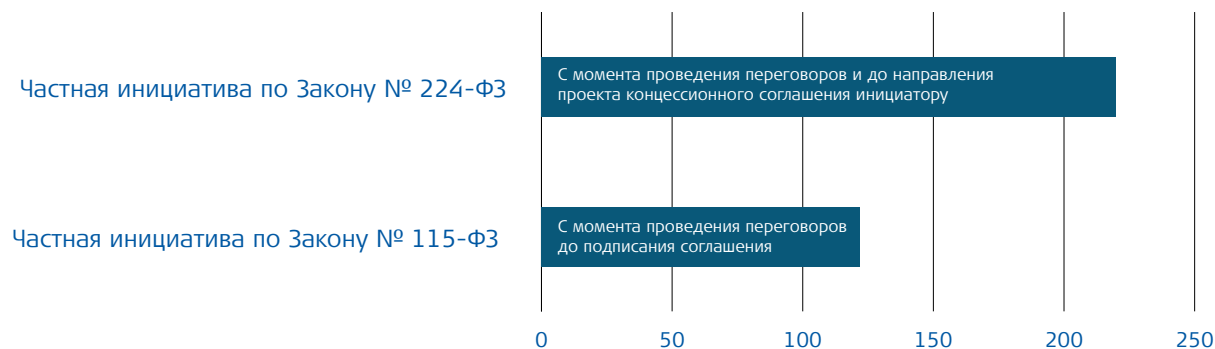 Частная инициатива по Закону № 224-ФЗ
С момента проведения переговоров и до направления
проекта концессионного соглашения инициатору
Частная инициатива по Закону № 115-ФЗ
С момента проведения переговоров
до подписания соглашения
0 50 100 150 200 250